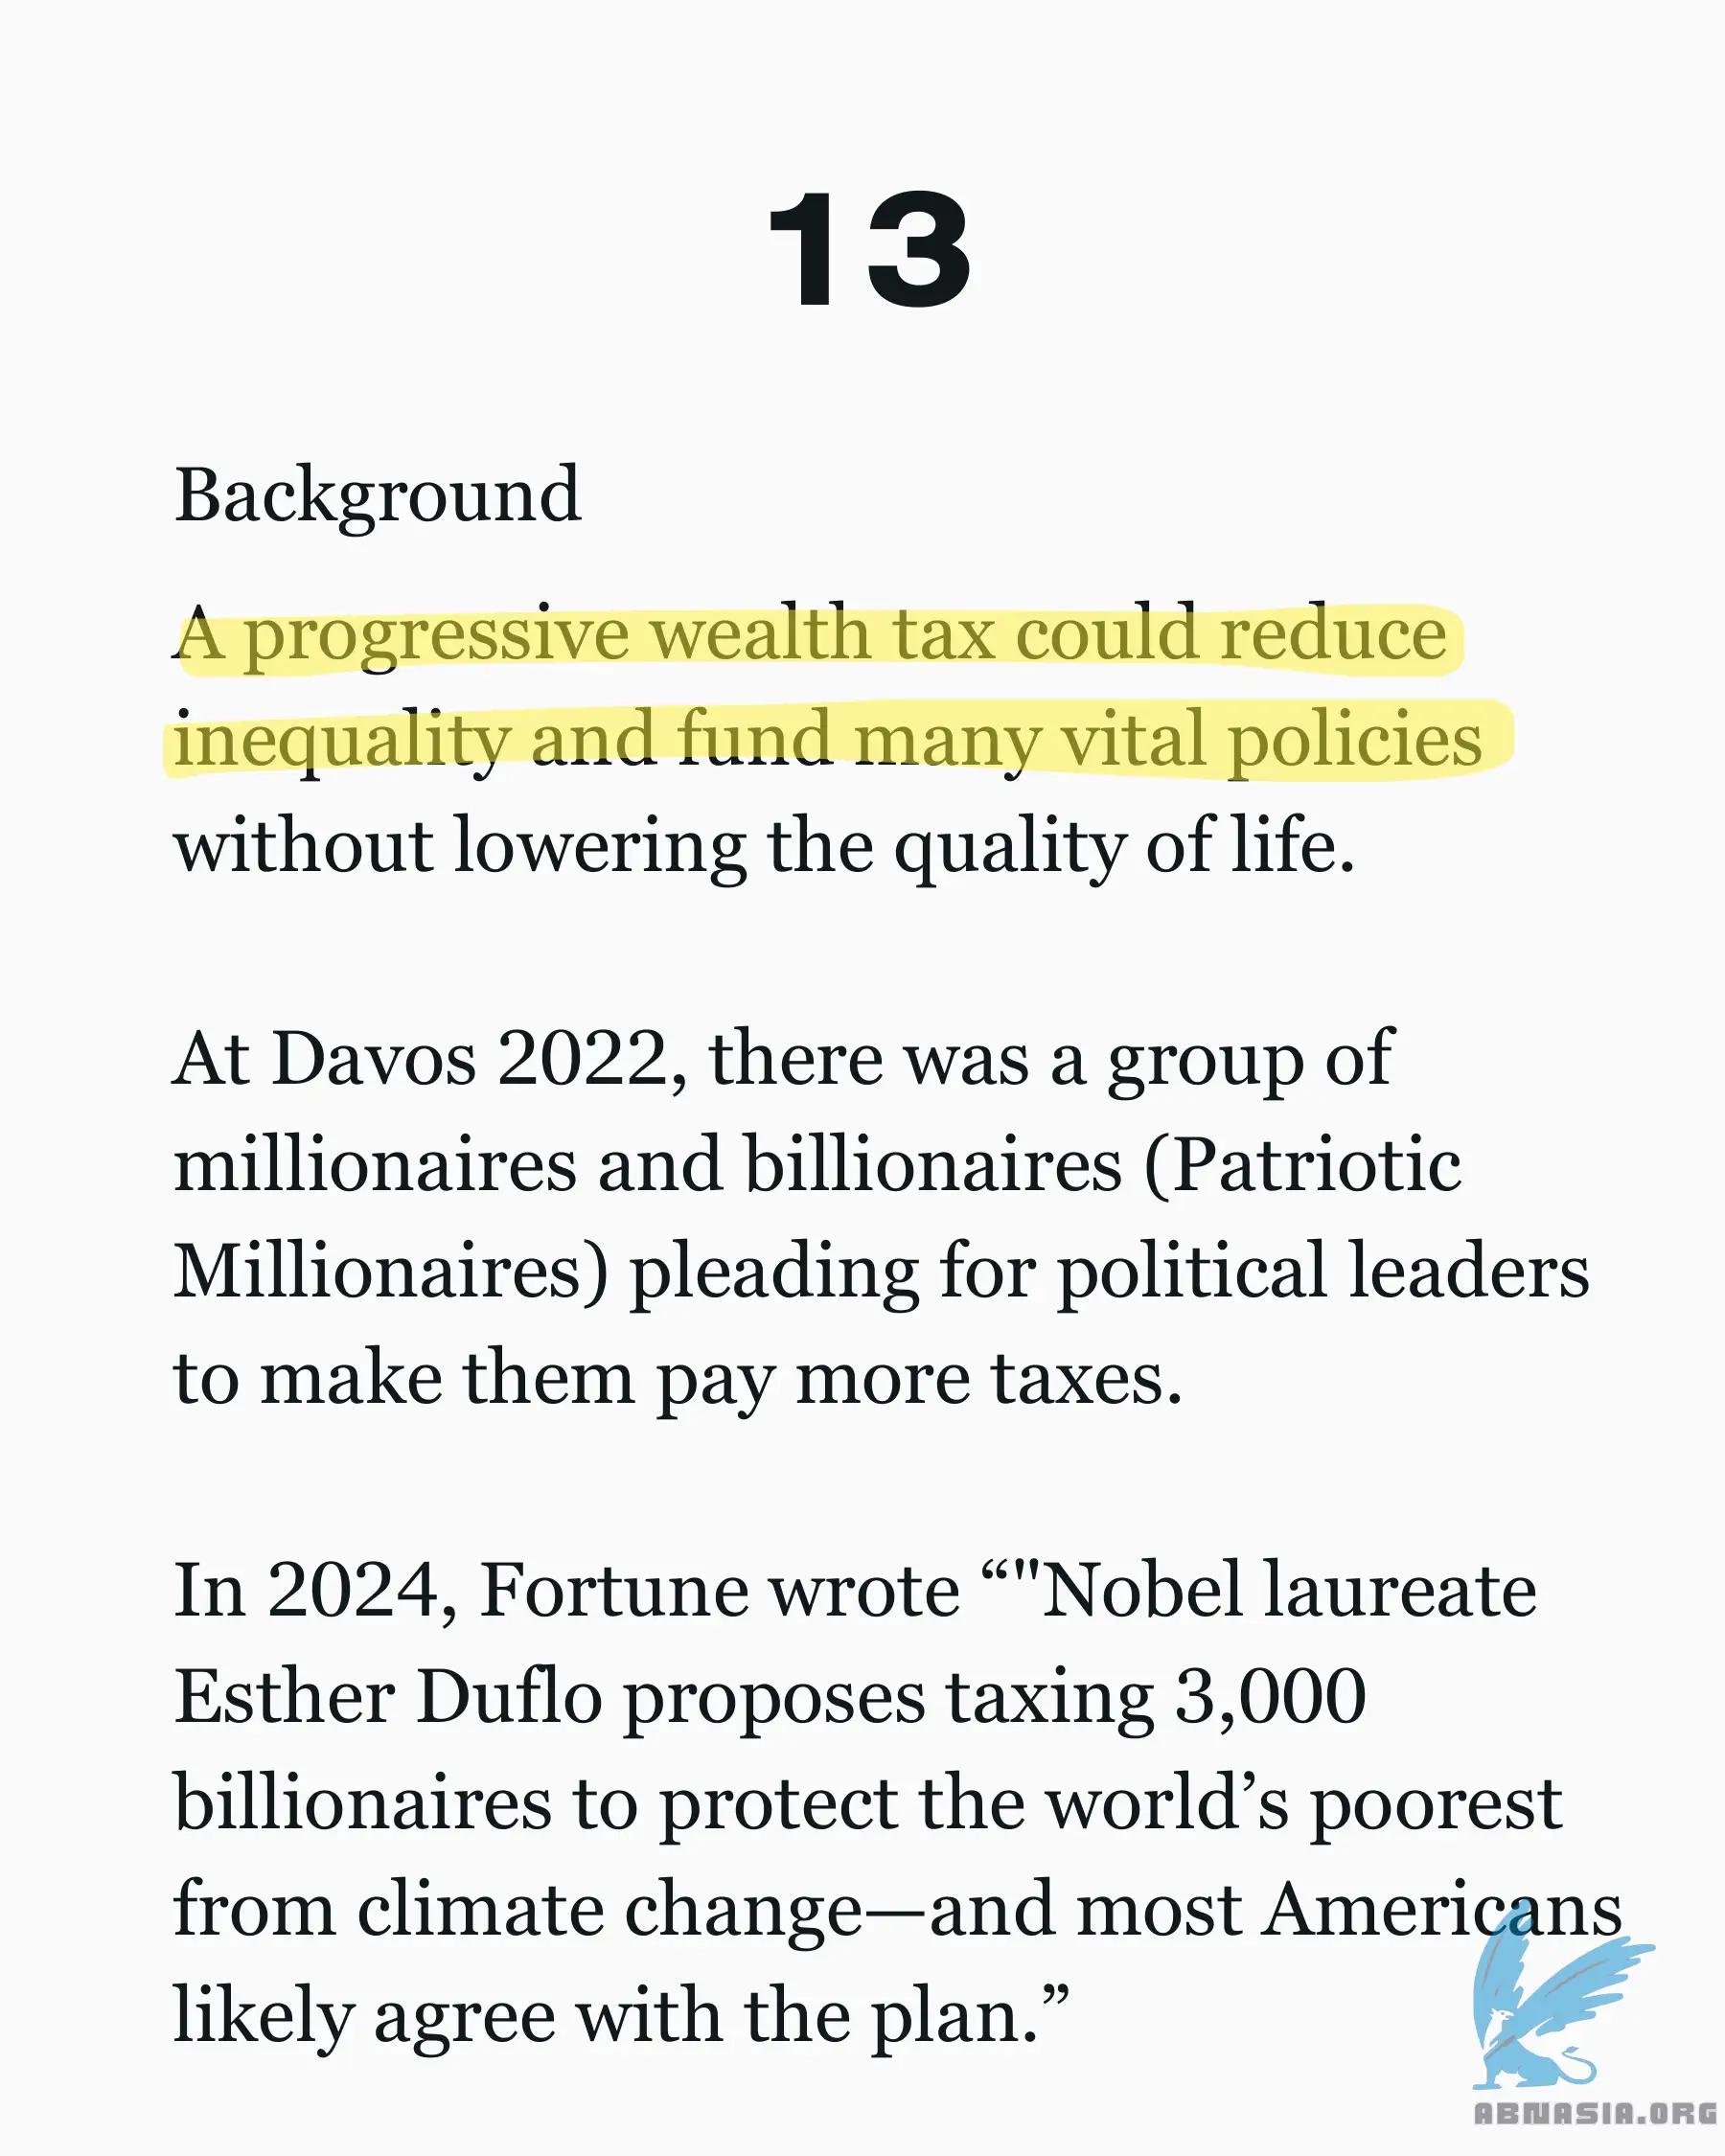 13
Background
A progressive wealth tax could reduce
inequality and fund many vital policies
without lowering the quality of life.
At Davos 2022, there was a group of
millionaires and billionaires (Patriotic
Millionaires) pleading for political leaders
to make them pay more taxes.
In 2024, Fortune wrote “"Nobel laureate
Esther Duflo proposes taxing 3,000
billionaires to protect the world’s poorest
from climate change—and most Americans
likely agree with the plan.”
ABNASIA.ORG